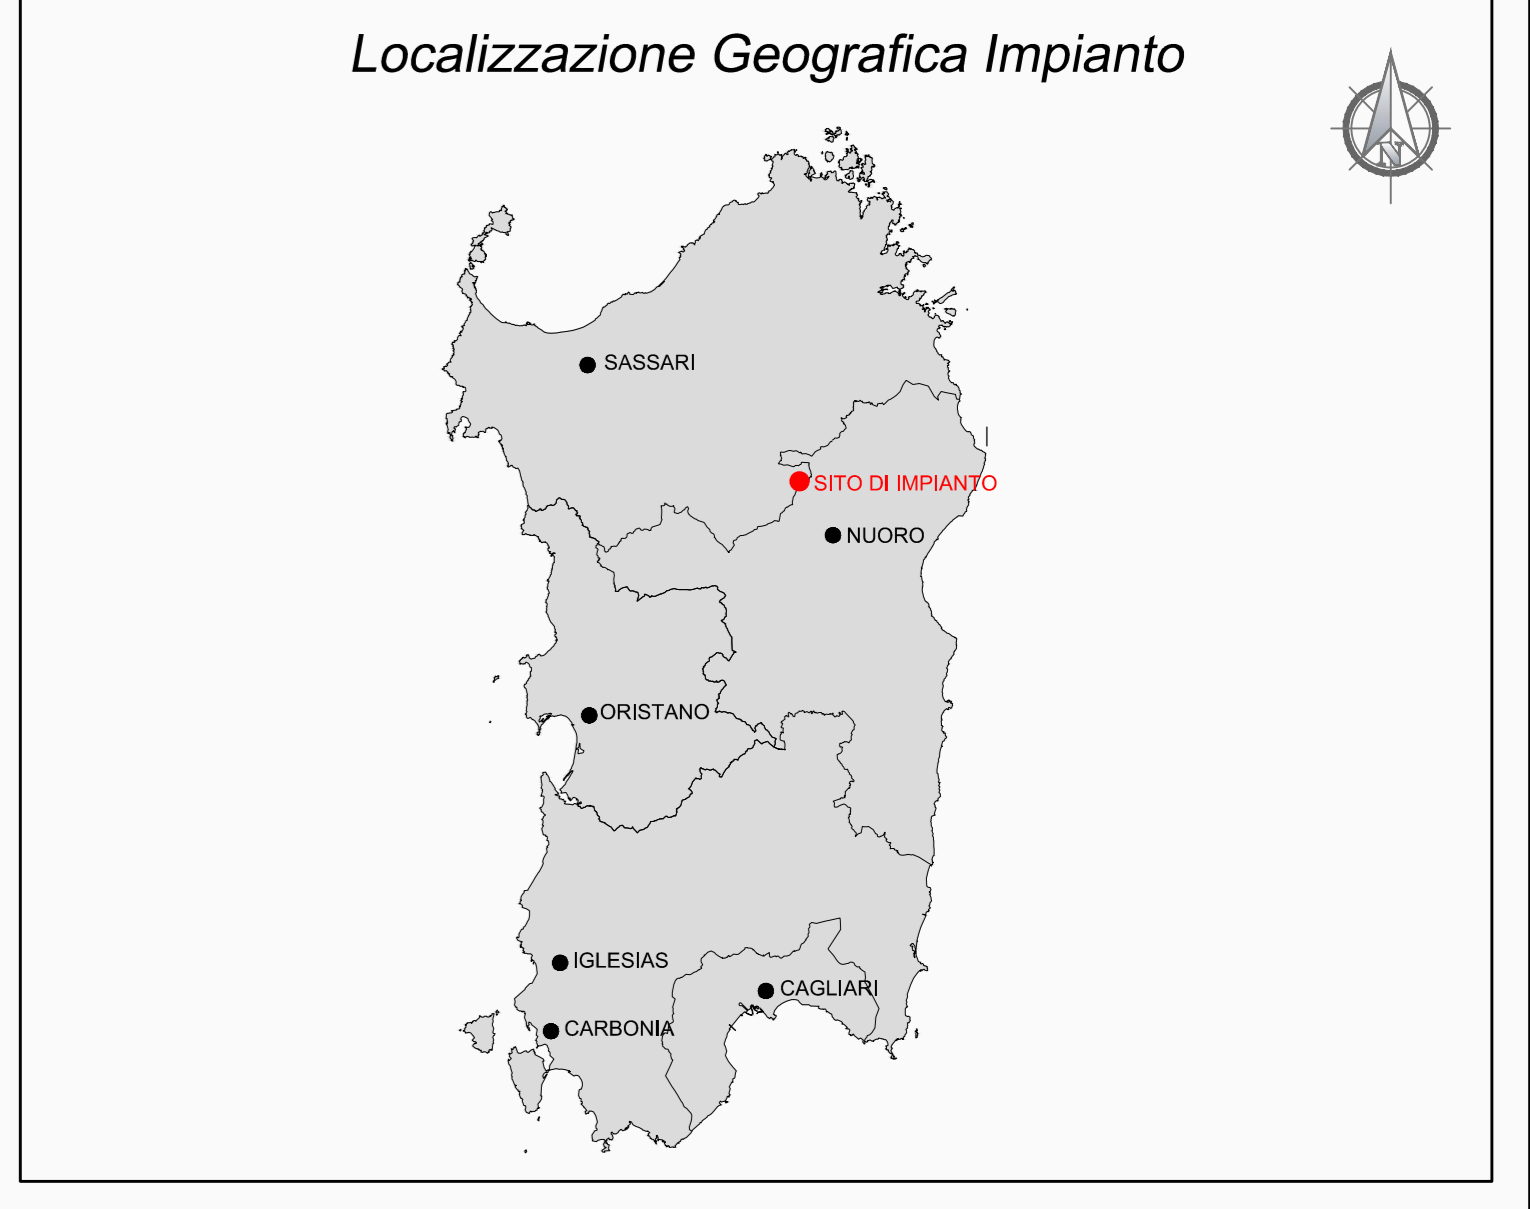 Localizzazione Geografica Impianto
N
SASSARI
SITO DI IMPIANTO
NUORO
ORISTANO
IGLESIAS
CAGLIARI
CARBONIA